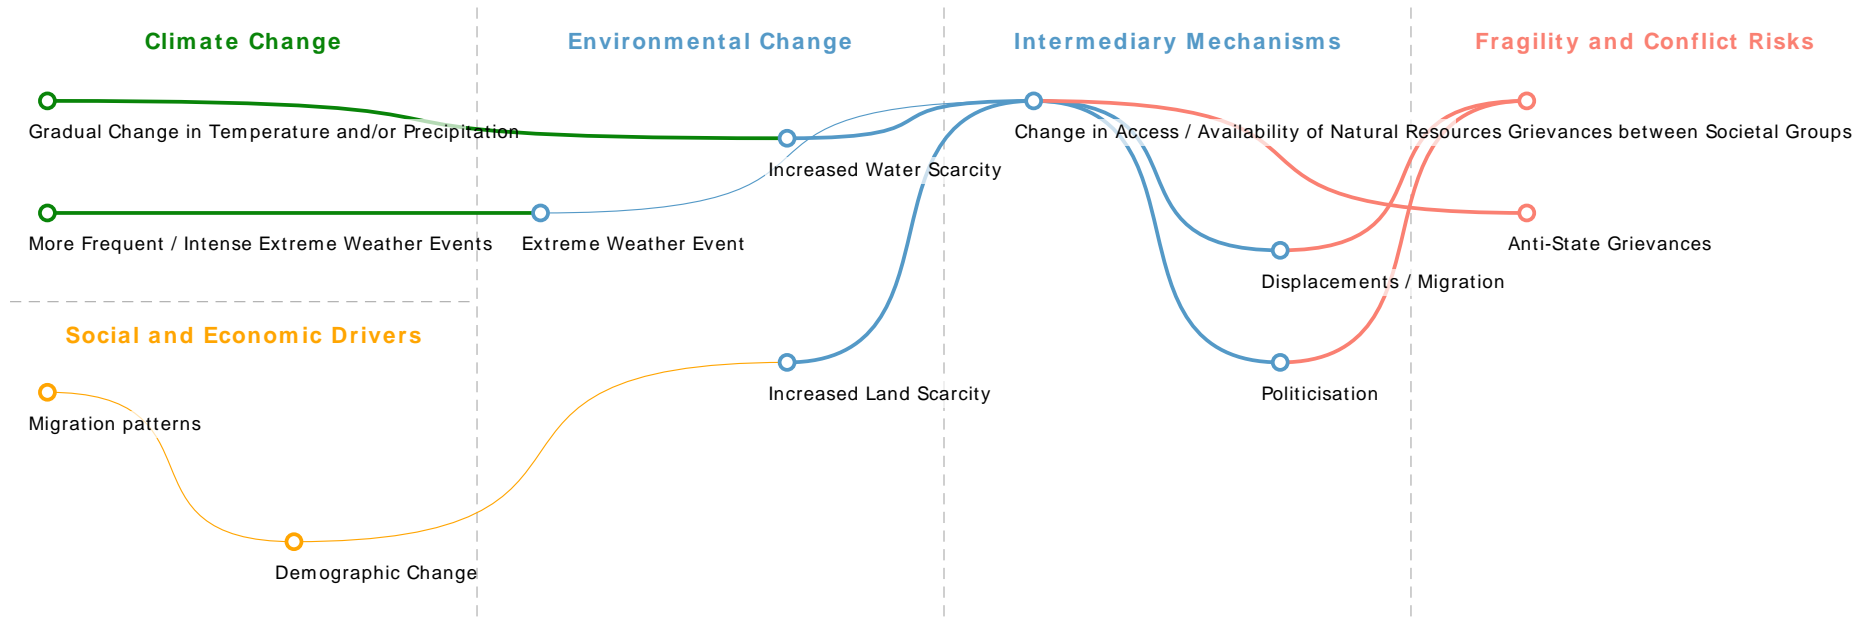 Climate Change
Environmental Change
Intermediary Mechanisms
Fragility and Conflict Risks
Gradual Change in Temperature and/or Precipitation
Change in Access / Availability of Natural Resources
Grievances between Societal Groups
Increased Water Scarcity
More Frequent / Intense Extreme Weather Events
Extreme Weather Event
Anti-State Grievances
Displacements / Migration
Social and Economic Drivers
Increased Land Scarcity
Politicisation
Migration patterns
Demographic Change